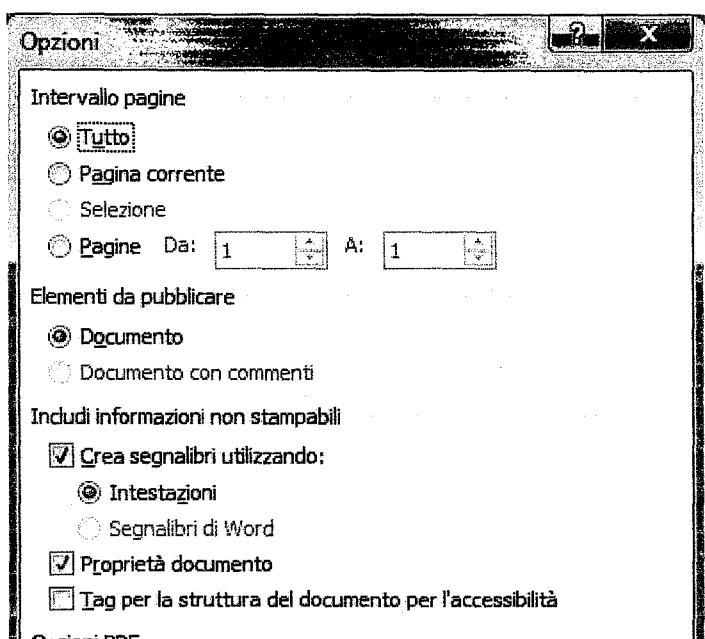 Opzioni
Intervallo pagine
Tutto
Pagina corrente
Selezione
Pagine Da: 1 A: 1
Elementi da pubblicare
Documento
Documento con commenti
Includi informazioni non stampabili
Crea segnalibri utilizzando:
Intestazioni
Segnalibri di Word
Proprietà documento
Tag per la struttura del documento per l'accessibilità
Opzioni PDF